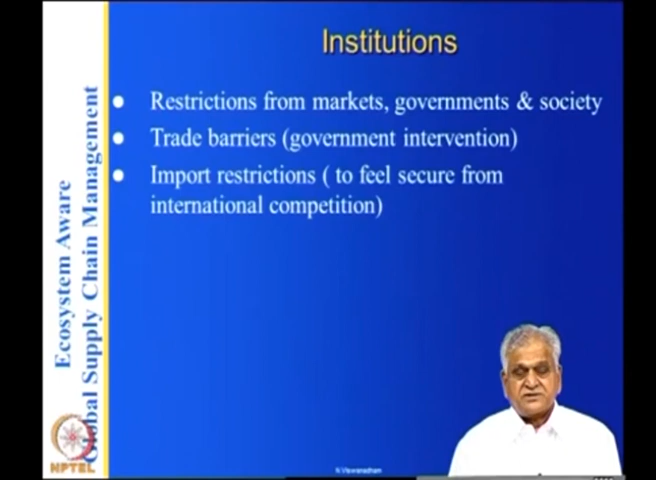 Institutions
Restrictions from markets, governments & society
Trade barriers (government intervention)
Import restrictions ( to feel secure from
international competition)
Ecosystem Aware
Global Supply Chain Management
NPTEL
N.Viswanadham